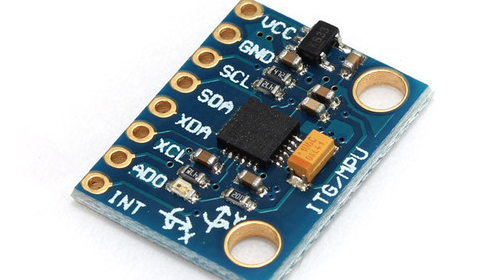 VCC
GND
SCL
SDA
XDA
XCL
ADO
INT
X
Y
ITG/MPU